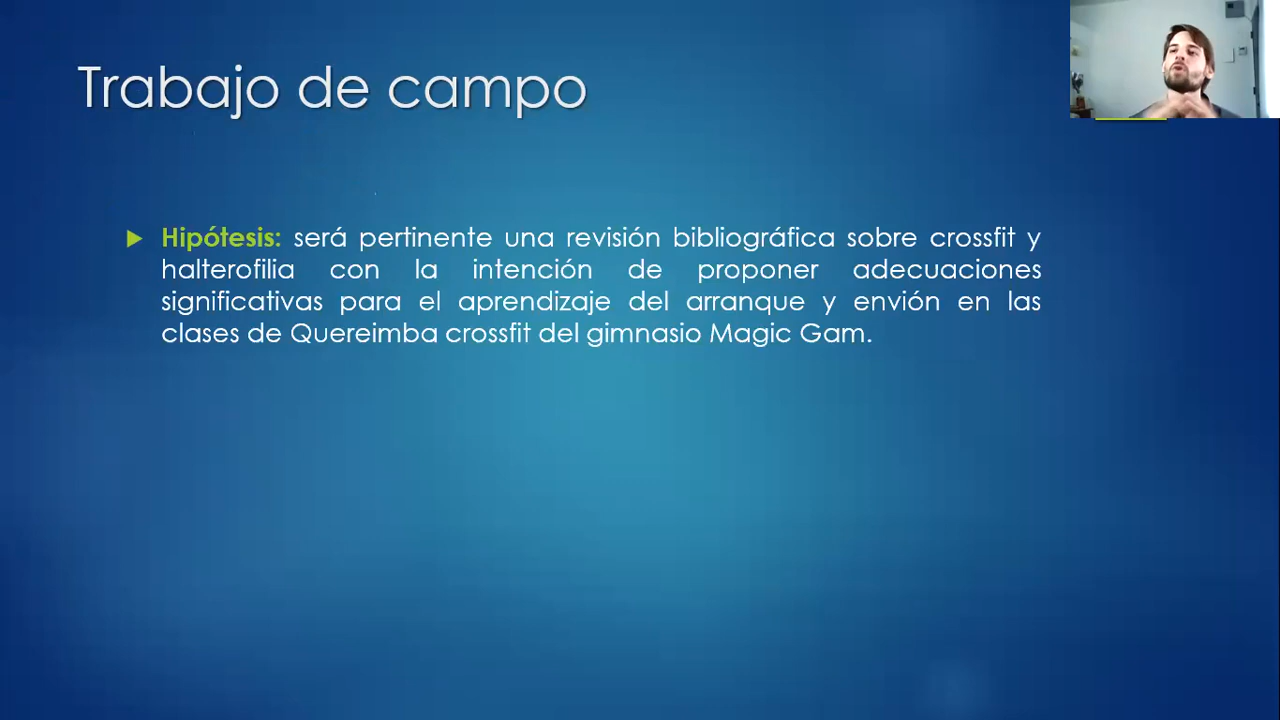 Trabajo de campo
Hipótesis: será pertinente una revisión bibliográfica sobre crossfit y
halterofilia con la intención de proponer adecuaciones
significativas para el aprendizaje del arranque y envión en las
clases de Quereimba crossfit del gimnasio Magic Gam.